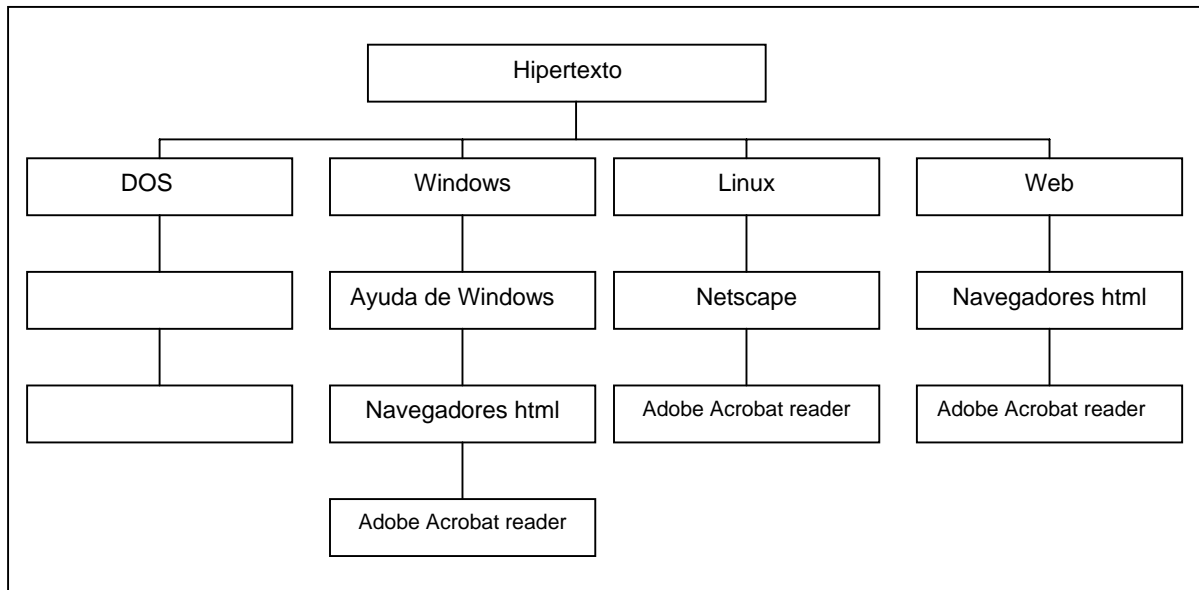 Hipertexto
DOS
Windows
Linux
Web
Ayuda de Windows
Netscape
Navegadores html
Navegadores html
Adobe Acrobat reader
Adobe Acrobat reader
Adobe Acrobat reader